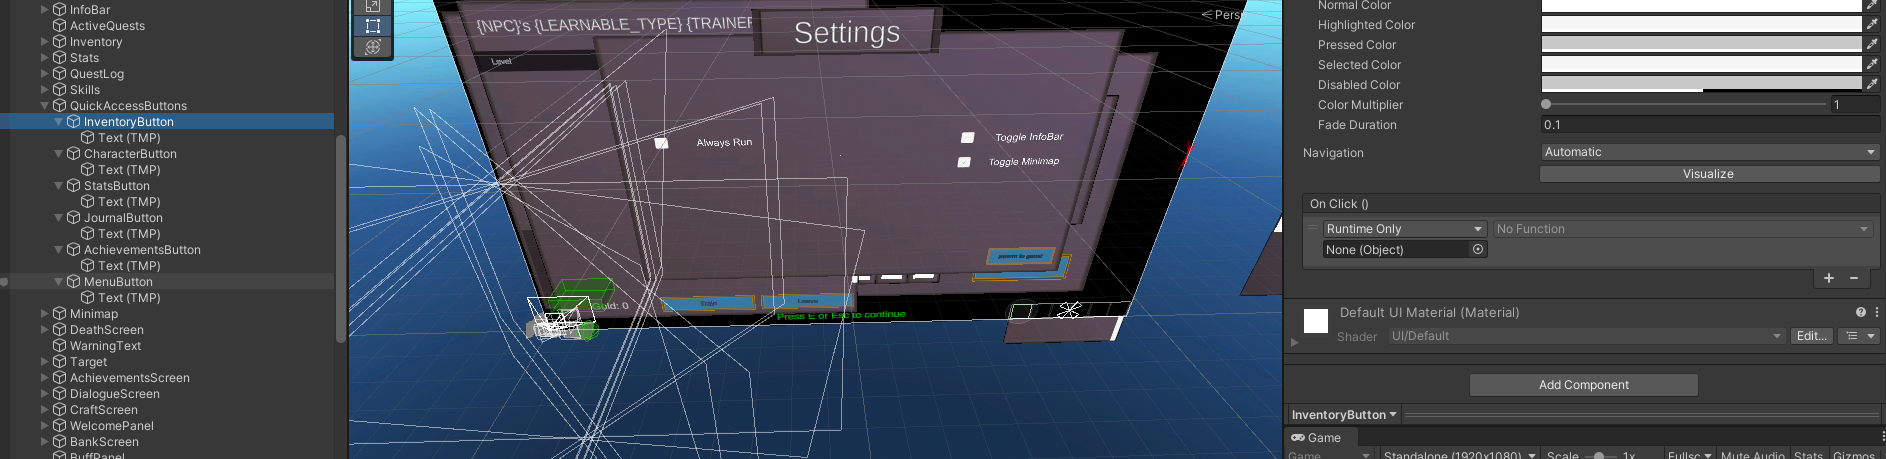 InfoBar
ActiveQuests
Inventory
Stats
QuestLog
Skills
QuickAccessButtons
InventoryButton
Text (TMP)
CharacterButton
Text (TMP)
StatsButton
Text (TMP)
JournalButton
Text (TMP)
AchievementsButton
Text (TMP)
MenuButton
Text (TMP)
Minimap
DeathScreen
WarningText
Target
AchievementsScreen
DialogueScreen
CraftScreen
WelcomePanel
BankScreen
BuffPanel
{NPC}'s {LEARNABLE_TYPE} {TRAINER
Settings
< Persp
Level
Always Run
Toggle InfoBar
Toggle Minimap
Gold: 0
Train
Leave
Press E or Esc to continue
Normal Color
Highlighted Color
Pressed Color
Selected Color
Disabled Color
Color Multiplier 1
Fade Duration 0.1
Navigation Automatic
Visualize
On Click ()
Runtime Only No Function
None (Object)
+ −
Default UI Material (Material)
Shader UI/Default Edit...
Add Component
InventoryButton
Game
Game Standalone (1920x1080) Scale 1x Fullsc Mute Audio Stats Gizmos